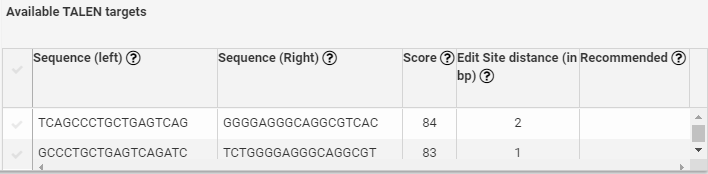 Available TALEN targets
Sequence (left) ? Sequence (Right) ? Score ? Edit Site distance (in bp) ? Recommended ?
TCAGCCCTGCTGAGTCAG GGGGAGGGCAGGCGTCAC 84 2
GCCCTGCTGAGTCAGATC TCTGGGGAGGGCAGGCGT 83 1